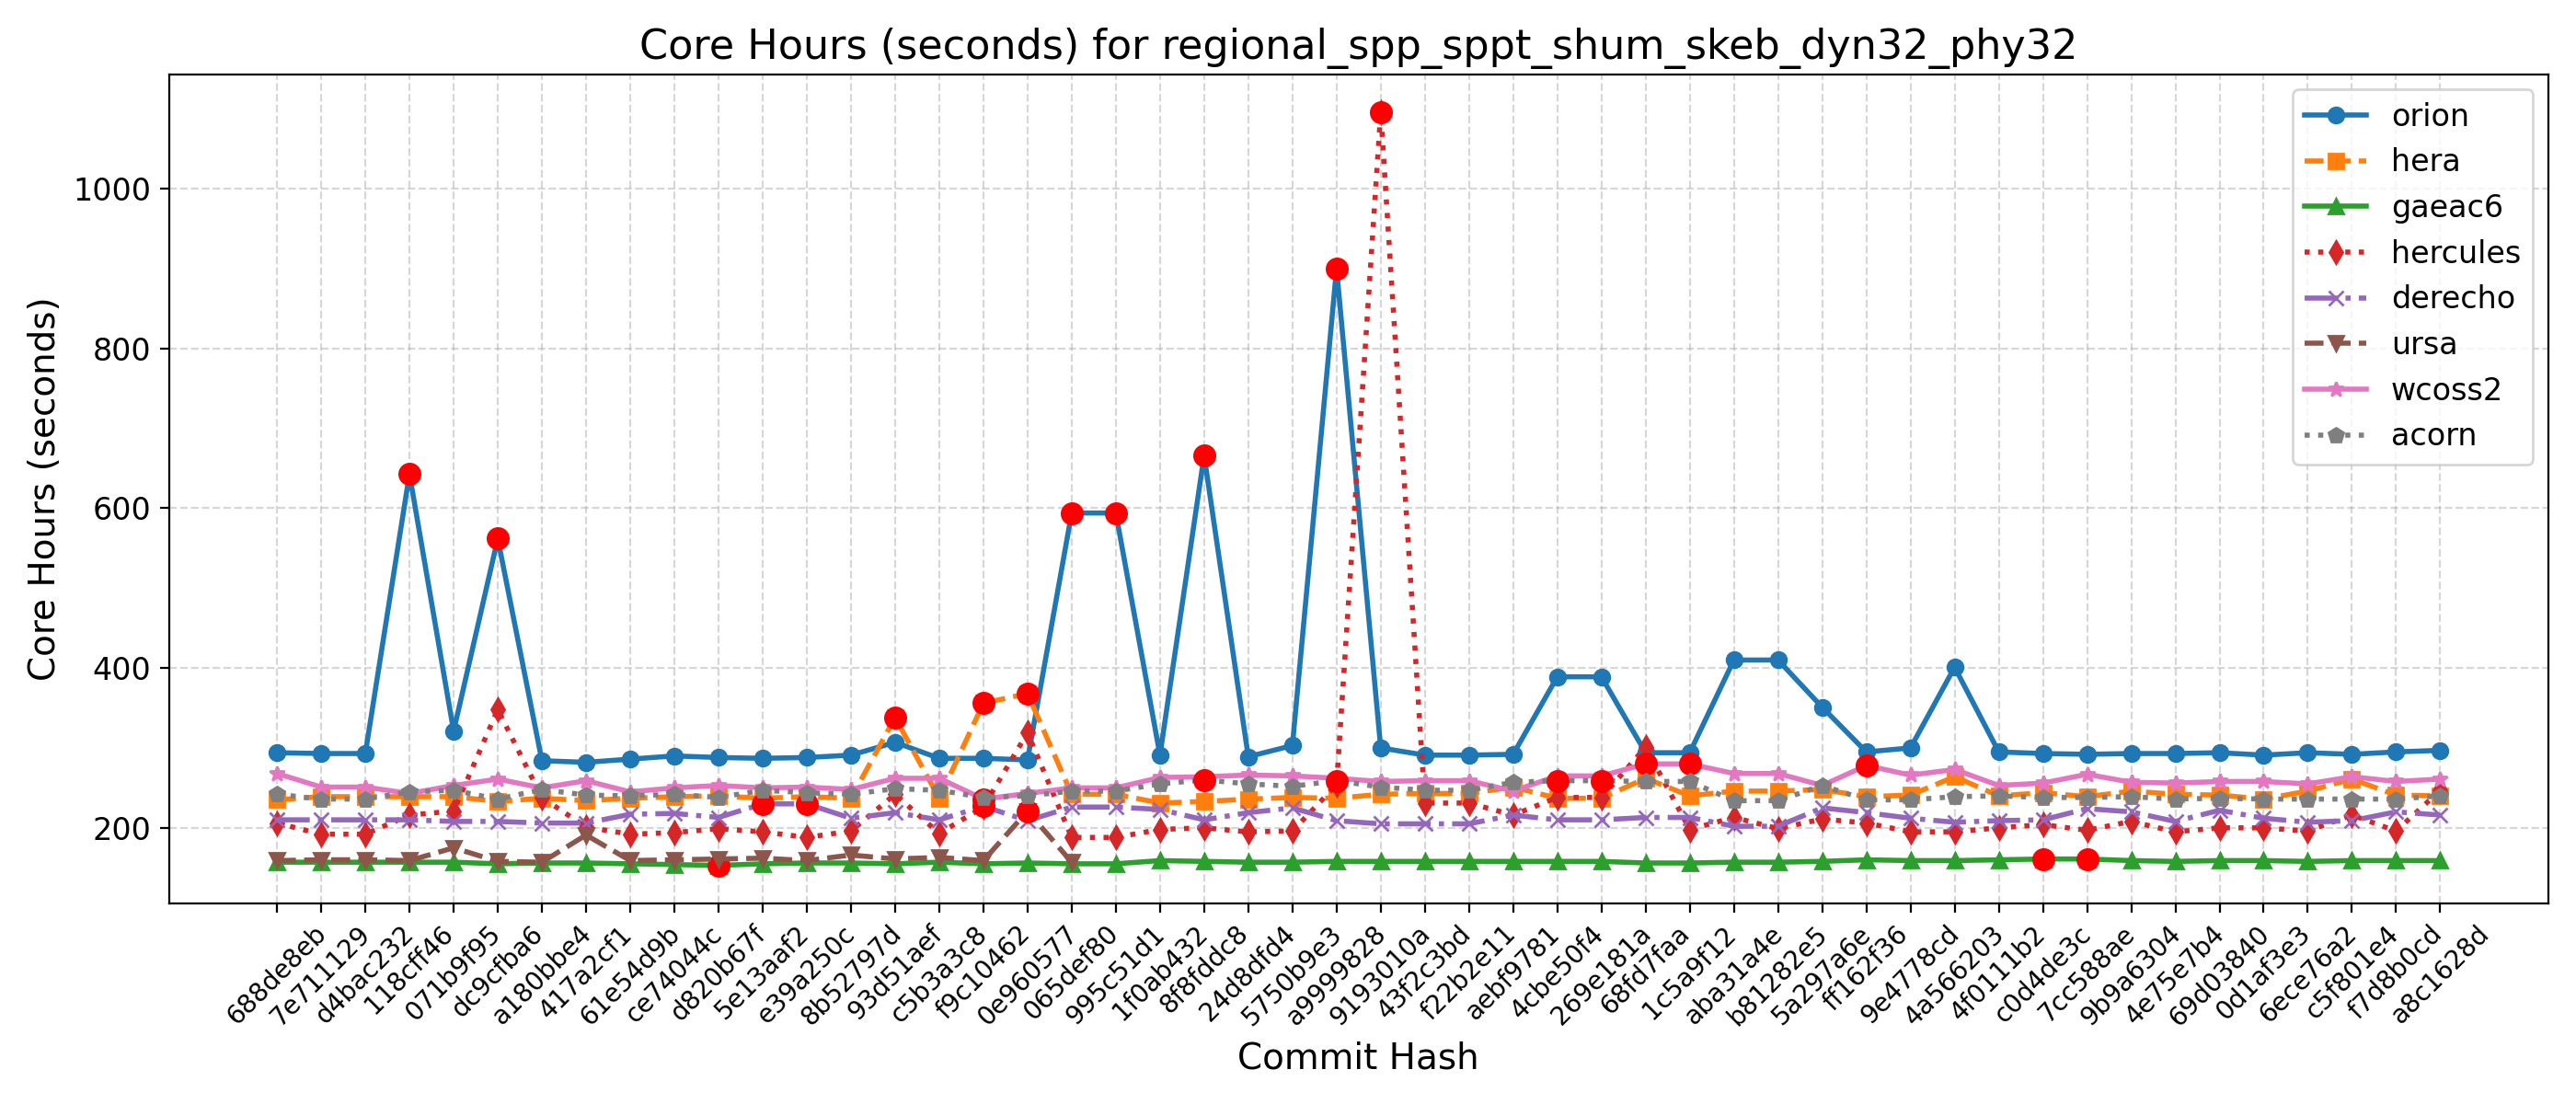 Core Hours (seconds) for regional_spp_sppt_shum_skeb_dyn32_phy32
Core Hours (seconds)
1000
800
600
400
200
orion
hera
gaeac6
hercules
derecho
ursa
wcoss2
acorn
688de8eb
7e711129
d4bac232
118cff46
071b9f95
dc9cfba6
a180bbe4
417a2cf1
61e54d9b
ce74044c
d820b67f
5e13aaf2
e39a250c
8b52797d
93d51aef
c5b3a3c8
f9c10462
0e960577
065def80
995c51d1
1f0ab432
8f8fddc8
24d8dfd4
5750b9e3
a9999828
9193010a
43f2c3bd
f22b2e11
aebf9781
4cbe50f4
269e181a
68fd7faa
1c5a9f12
aba31a4e
b81282e5
5a297a6e
ff162f36
9e4778cd
4a566203
4f0111b2
c0d4de3c
7cc588ae
9b9a6304
4e75e7b4
69d03840
0d1af3e3
6ece76a2
c5f801e4
f7d8b0cd
a8c1628d
Commit Hash